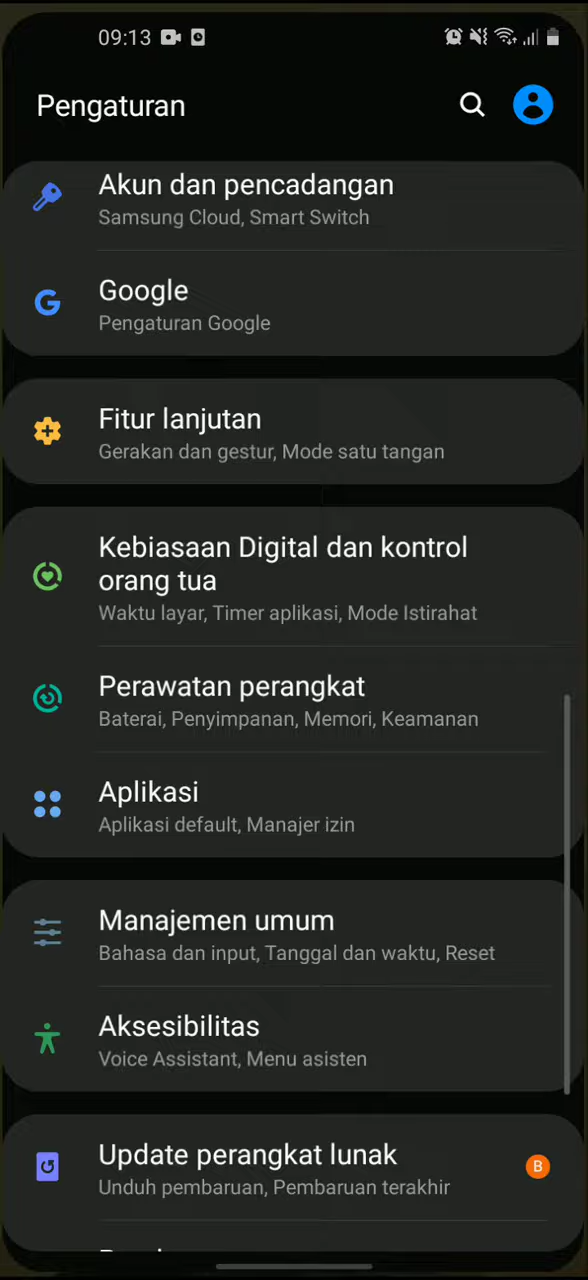 09:13
Pengaturan
Akun dan pencadangan
Samsung Cloud, Smart Switch
Google
Pengaturan Google
Fitur lanjutan
Gerakan dan gestur, Mode satu tangan
Kebiasaan Digital dan kontrol
orang tua
Waktu layar, Timer aplikasi, Mode Istirahat
Perawatan perangkat
Baterai, Penyimpanan, Memori, Keamanan
Aplikasi
Aplikasi default, Manajer izin
Manajemen umum
Bahasa dan input, Tanggal dan waktu, Reset
Aksesibilitas
Voice Assistant, Menu asisten
Update perangkat lunak
B
Unduh pembaruan, Pembaruan terakhir